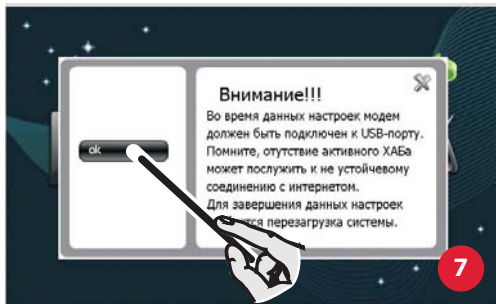 Внимание!!!
Во время данных настроек модем
должен быть подключен к USB-порту.
Помните, отутствие активного ХАБа
может послужить к не устойчевому
соединению с интернетом.
Для завершения данных настроек
перезагрузка системы.
ok
7